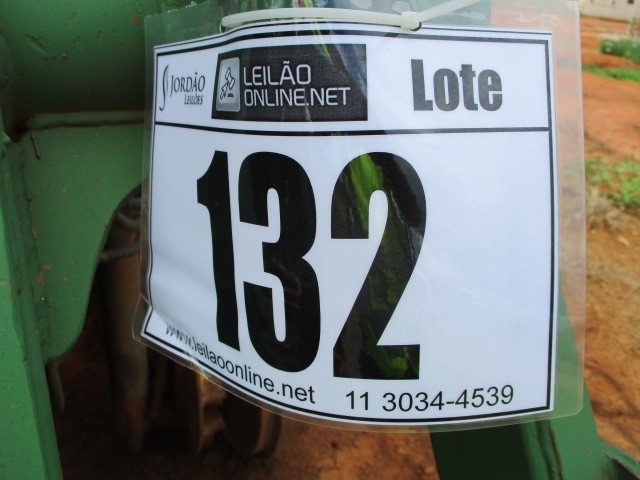 JORDÃO
LEILÕES
LEILÃO
ONLINE.NET
Lote
132
www.leilaoonline.net
11 3034-4539